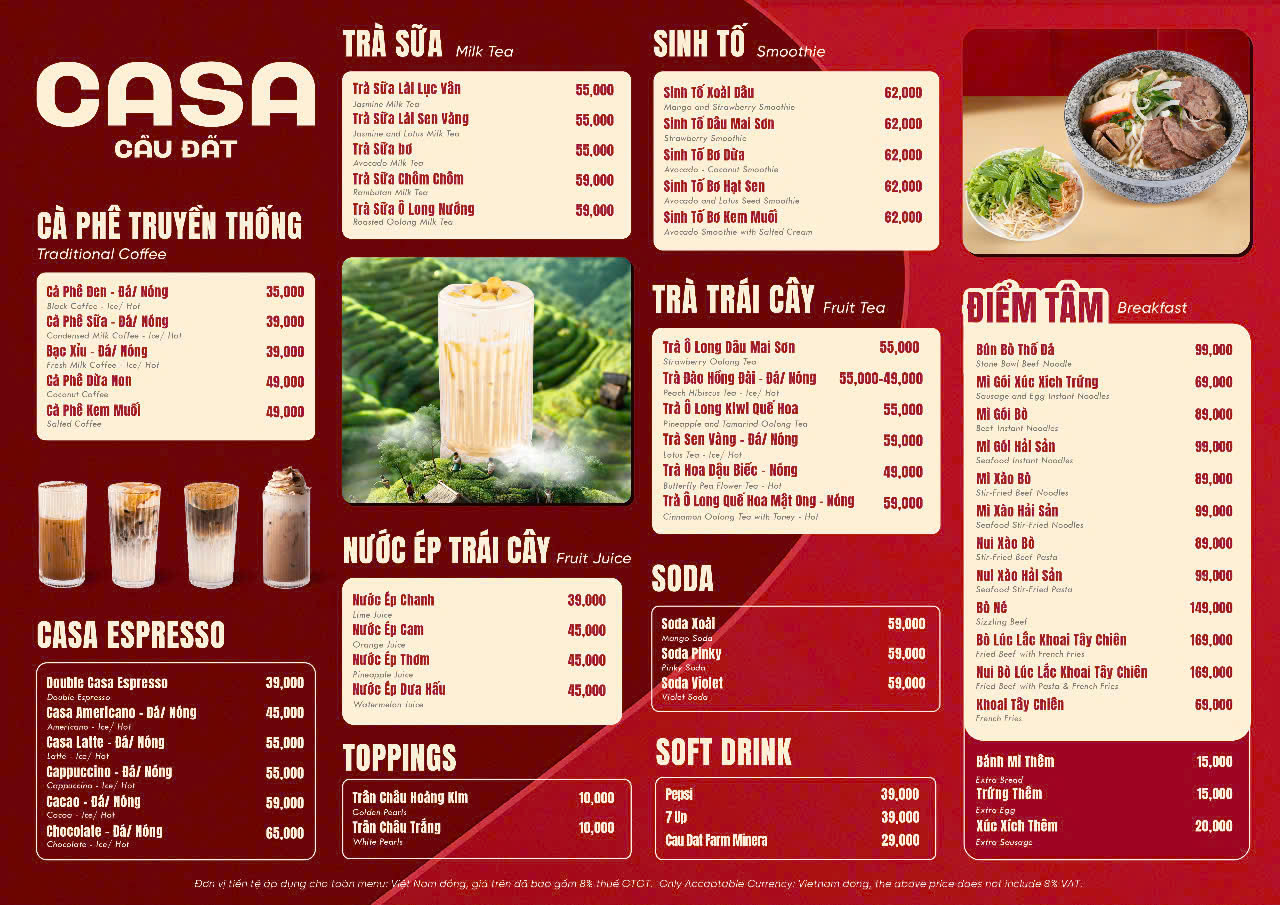 CASA
CẦU ĐẤT
CÀ PHÊ TRUYỀN THỐNG
Traditional Coffee
Cà Phê Đen - Đá/ Nóng 35,000
Black Coffee - Ice/ Hot
Cà Phê Sữa - Đá/ Nóng 39,000
Condensed Milk Coffee - Ice/ Hot
Bạc Xỉu - Đá/ Nóng 39,000
Fresh Milk Coffee - Ice/ Hot
Cà Phê Dừa Non 49,000
Coconut Coffee
Cà Phê Kem Muối 49,000
Salted Coffee
CASA ESPRESSO
Double Casa Espresso 39,000
Double Espresso
Casa Americano - Đá/ Nóng 45,000
Americano - Ice/ Hot
Casa Latte - Đá/ Nóng 55,000
Latte - Ice/ Hot
Cappuccino - Đá/ Nóng 55,000
Cappuccino - Ice/ Hot
Cacao - Đá/ Nóng 59,000
Cocoa - Ice/ Hot
Chocolate - Đá/ Nóng 65,000
Chocolate - Ice/ Hot
TRÀ SỮA Milk Tea
Trà Sữa Lài Lục Vân 55,000
Jasmine Milk Tea
Trà Sữa Lài Sen Vàng 55,000
Jasmine and Lotus Milk Tea
Trà Sữa bơ 55,000
Avocado Milk Tea
Trà Sữa Chôm Chôm 59,000
Rambutan Milk Tea
Trà Sữa Ô Long Nướng 59,000
Roasted Oolong Milk Tea
NƯỚC ÉP TRÁI CÂY Fruit Juice
Nước Ép Chanh 39,000
Lime Juice
Nước Ép Cam 45,000
Orange Juice
Nước Ép Thơm 45,000
Pineapple Juice
Nước Ép Dưa Hấu 45,000
Watermelon Juice
TOPPINGS
Trân Châu Hoàng Kim 10,000
Golden Pearls
Trân Châu Trắng 10,000
White Pearls
SINH TỐ Smoothie
Sinh Tố Xoài Dâu 62,000
Mango and Strawberry Smoothie
Sinh Tố Dâu Mai Sơn 62,000
Strawberry Smoothie
Sinh Tố Bơ Dừa 62,000
Avocado - Coconut Smoothie
Sinh Tố Bơ Hạt Sen 62,000
Avocado and Lotus Seed Smoothie
Sinh Tố Bơ Kem Muối 62,000
Avocado Smoothie with Salted Cream
TRÀ TRÁI CÂY Fruit Tea
Trà Ô Long Dâu Mai Sơn 55,000
Strawberry Oolong Tea
Trà Đào Hồng Đài - Đá/ Nóng 55,000-49,000
Peach Hibiscus Tea - Ice/ Hot
Trà Ô Long Kiwi Quế Hoa 55,000
Pineapple and Tamarind Oolong Tea
Trà Sen Vàng - Đá/ Nóng 59,000
Lotus Tea - Ice/ Hot
Trà Hoa Đậu Biếc - Nóng 49,000
Butterfly Pea Flower Tea - Hot
Trà Ô Long Quế Hoa Mật Ong - Nóng 59,000
Cinnamon Oolong Tea with Toney - Hot
SODA
Soda Xoài 59,000
Mango Soda
Soda Pinky 59,000
Pinky Soda
Soda Violet 59,000
Violet Soda
SOFT DRINK
Pepsi 39,000
7 Up 39,000
Cau Dat Farm Minera 29,000
ĐIỂM TÂM Breakfast
Bún Bò Thố Đá 99,000
Stone Bowl Beef Noodle
Mì Gói Xúc Xích Trứng 69,000
Sausage and Egg Instant Noodles
Mì Gói Bò 89,000
Beef Instant Noodles
Mì Gói Hải Sản 99,000
Seafood Instant Noodles
Mì Xào Bò 89,000
Stir-Fried Beef Noodles
Mì Xào Hải Sản 99,000
Seafood Stir-Fried Noodles
Nui Xào Bò 89,000
Stir-Fried Beef Pasta
Nui Xào Hải Sản 99,000
Seafood Stir-Fried Pasta
Bò Né 149,000
Sizzling Beef
Bò Lúc Lắc Khoai Tây Chiên 169,000
Fried Beef with French Fries
Nui Bò Lúc Lắc Khoai Tây Chiên 169,000
Fried Beef with Pasta & French Fries
Khoai Tây Chiên 69,000
French Fries
Bánh Mì Thêm 15,000
Extra Bread
Trứng Thêm 15,000
Extra Egg
Xúc Xích Thêm 20,000
Extra Sausage
Đơn vị tiền tệ áp dụng cho toàn menu: Việt Nam đồng, giá trên đã bao gồm 8% thuế GTGT. Only Accaptable Currency: Vietnam dong, the above price does not include 8% VAT.